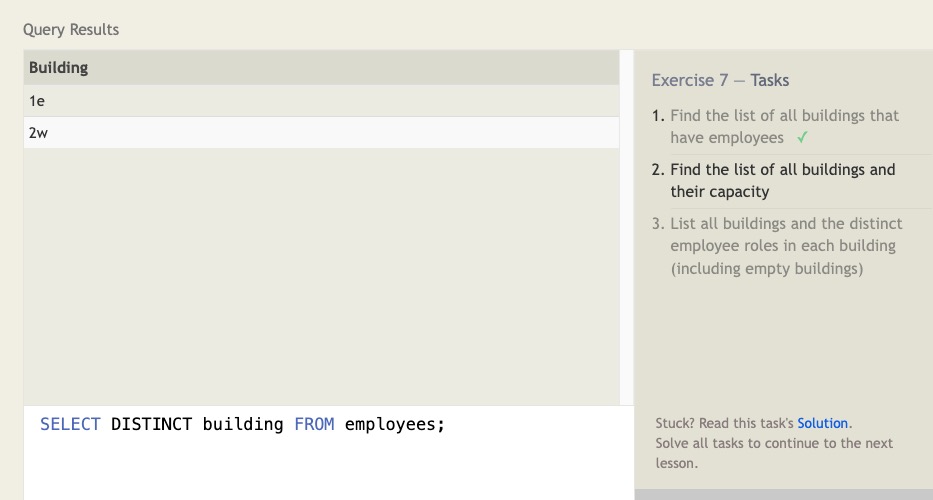 Query Results
Building
1e
2w
SELECT DISTINCT building FROM employees;
Exercise 7 — Tasks
1. Find the list of all buildings that
have employees ✓
2. Find the list of all buildings and
their capacity
3. List all buildings and the distinct
employee roles in each building
(including empty buildings)
Stuck? Read this task's Solution.
Solve all tasks to continue to the next
lesson.